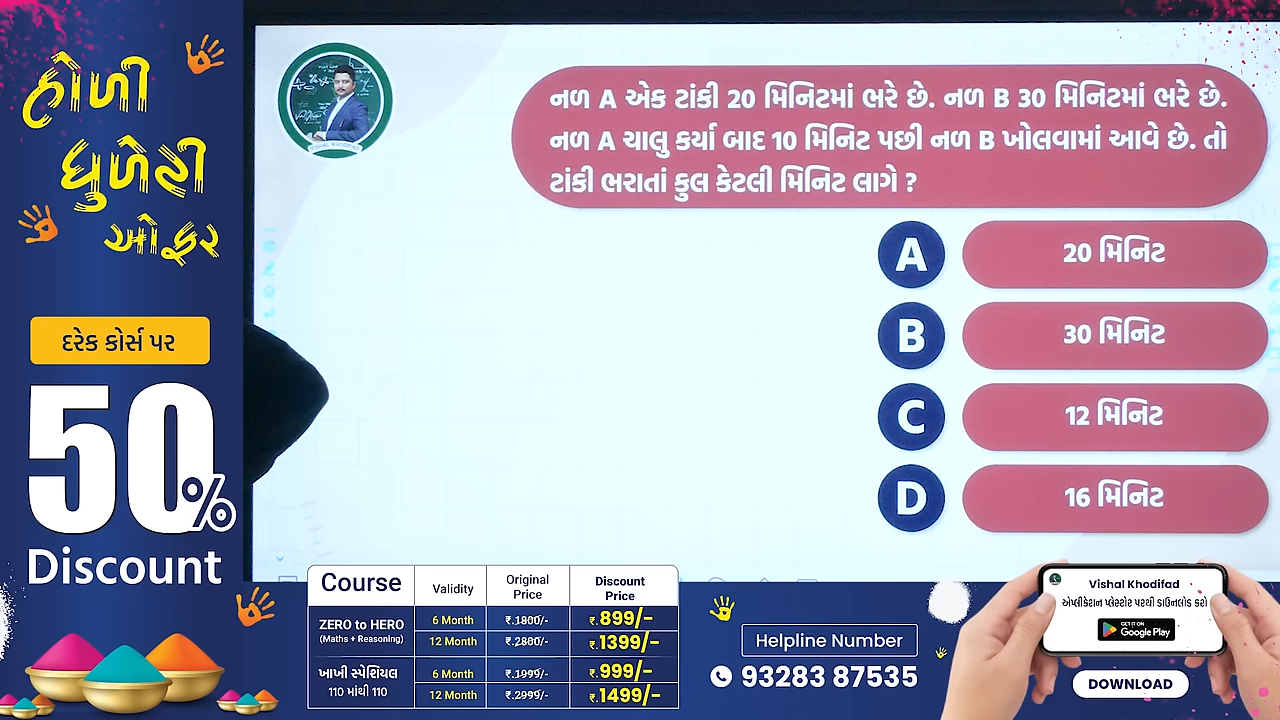 હોળી
ધુળેટી
ઓફર
દરેક કોર્સ પર
50%
Discount
VISHAL KHODIFAD
નળ A એક ટાંકી 20 મિનિટમાં ભરે છે. નળ B 30 મિનિટમાં ભરે છે.
નળ A ચાલુ કર્યા બાદ 10 મિનિટ પછી નળ B ખોલવામાં આવે છે. તો
ટાંકી ભરાતાં કુલ કેટલી મિનિટ લાગે ?
A 20 મિનિટ
B 30 મિનિટ
C 12 મિનિટ
D 16 મિનિટ
Course Validity Original Price Discount Price
ZERO to HERO (Maths + Reasoning) 6 Month ₹.1800/- ₹.899/-
12 Month ₹.2800/- ₹.1399/-
ખાખી સ્પેશિયલ 110 માંથી 110 6 Month ₹.1999/- ₹.999/-
12 Month ₹.2999/- ₹.1499/-
Helpline Number
93283 87535
Vishal Khodifad
એપ્લીકેશન પ્લેસ્ટોર પરથી ડાઉનલોડ કરો
GET IT ON
Google Play
DOWNLOAD